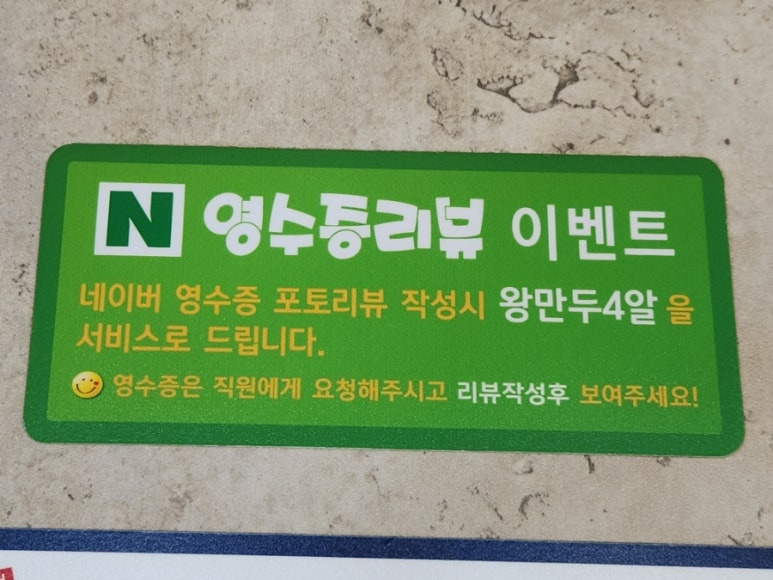 N 영수증리뷰 이벤트
네이버 영수증 포토리뷰 작성시 왕만두4알을
서비스로 드립니다.
영수증은 직원에게 요청해주시고 리뷰작성후 보여주세요!